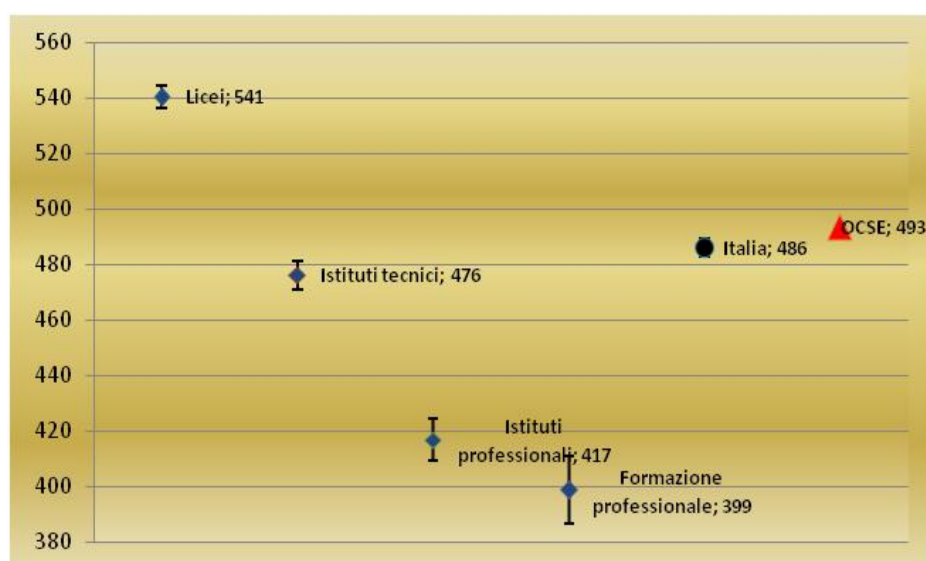 560
540
520
500
480
460
440
420
400
380
Licei; 541
Istituti tecnici; 476
Istituti
professionali; 417
Formazione
professionale; 399
Italia; 486
OCSE; 493